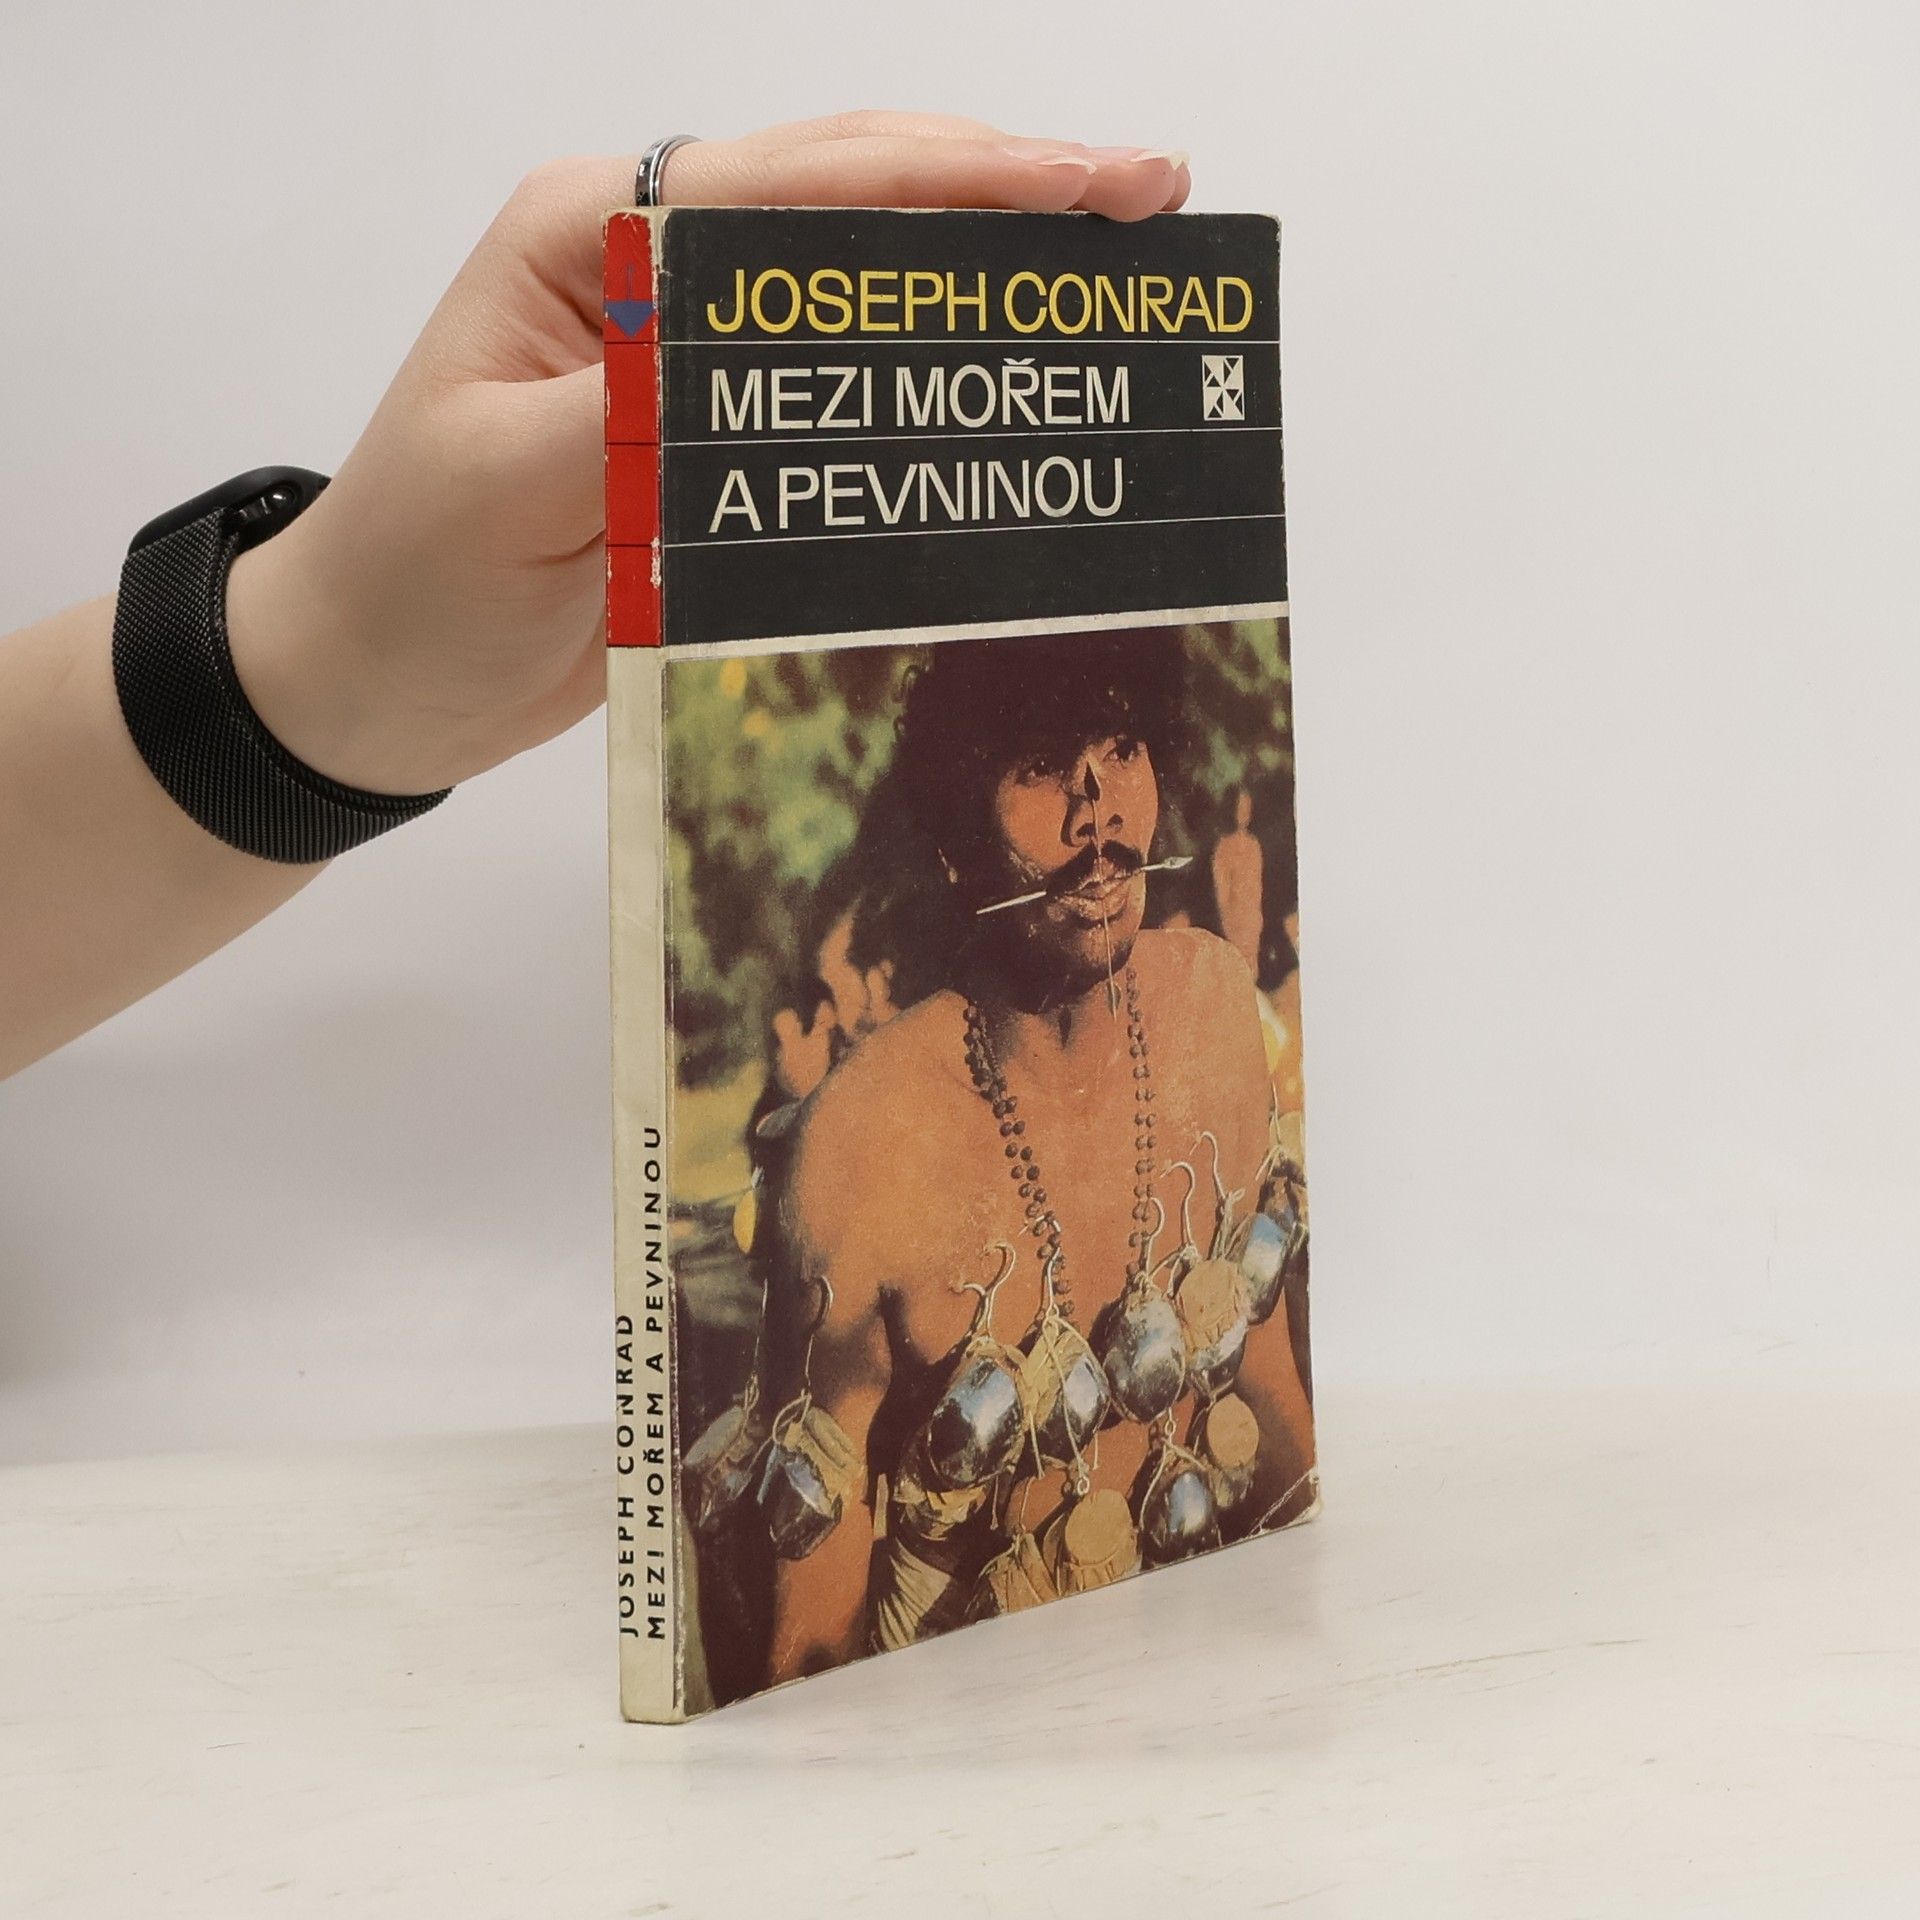 JOSEPH CONRAD
MEZI MOŘEM
A PEVNINOU
JOSEPH CONRAD
MEZI MOŘEM A PEVNINOU